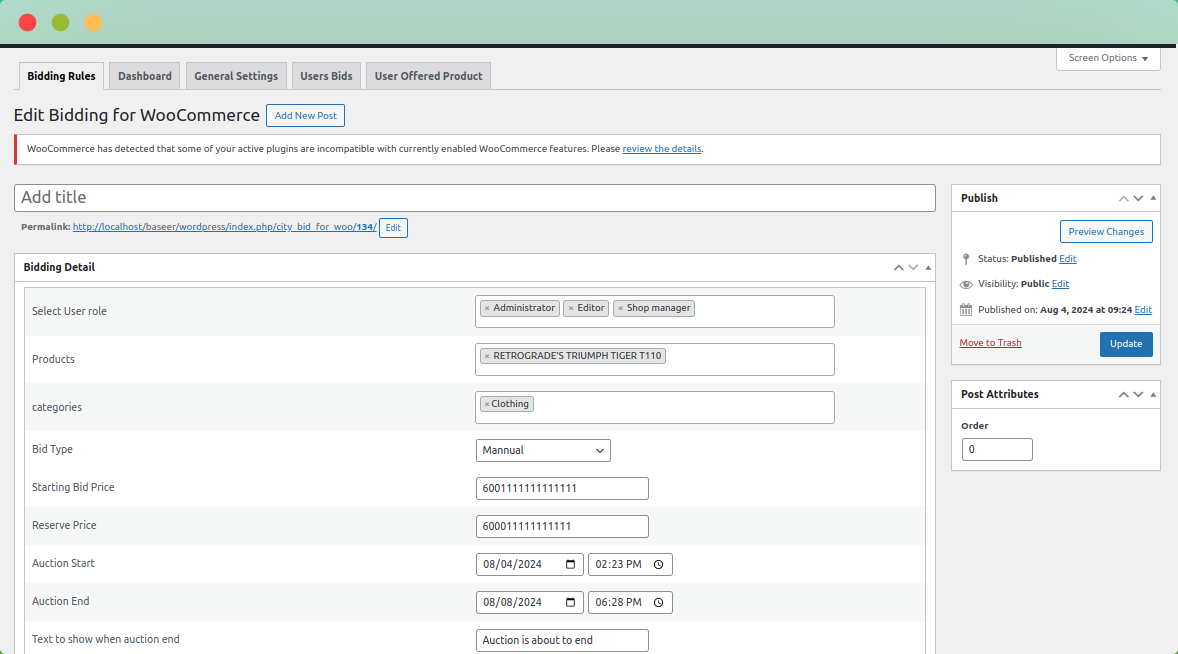 Screen Options ▼
Bidding Rules Dashboard General Settings Users Bids User Offered Product
Edit Bidding for WooCommerce Add New Post
WooCommerce has detected that some of your active plugins are incompatible with currently enabled WooCommerce features. Please review the details.
Add title
Permalink: http://localhost/baseer/wordpress/index.php/city_bid_for_woo/134/ Edit
Bidding Detail
Select User role × Administrator × Editor × Shop manager
Products × RETROGRADE'S TRIUMPH TIGER T110
categories × Clothing
Bid Type Mannual
Starting Bid Price 6001111111111111
Reserve Price 600011111111111
Auction Start 08/04/2024 02:23 PM
Auction End 08/08/2024 06:28 PM
Text to show when auction end Auction is about to end
Publish
Preview Changes
Status: Published Edit
Visibility: Public Edit
Published on: Aug 4, 2024 at 09:24 Edit
Move to Trash Update
Post Attributes
Order
0